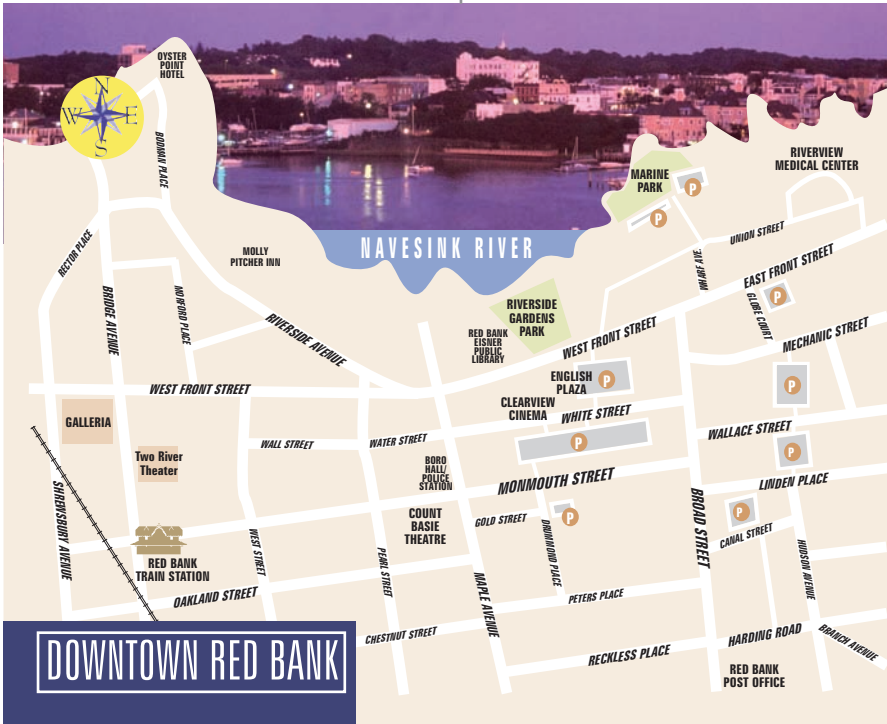 OYSTER
POINT
HOTEL
N
W
E
S
BODMAN PLACE
RIVERVIEW
MEDICAL CENTER
MARINE
PARK
P
P
UNION STREET
NAVESINK RIVER
RECTOR PLACE
MOLLY
PITCHER INN
WHARF AVE.
EAST FRONT STREET
BRIDGE AVENUE
MORFORD PLACE
RIVERSIDE
GARDENS
PARK
GLOBE COURT
P
RIVERSIDE AVENUE
RED BANK
EISNER
PUBLIC
LIBRARY
WEST FRONT STREET
MECHANIC STREET
WEST FRONT STREET
ENGLISH
PLAZA
P
P
CLEARVIEW
CINEMA
WHITE STREET
GALLERIA
WALL STREET
WATER STREET
P
WALLACE STREET
P
Two River
Theater
BORO
HALL/
POLICE
STATION
MONMOUTH STREET
LINDEN PLACE
SHREWSBURY AVENUE
COUNT
BASIE
THEATRE
GOLD STREET
P
DRUMMOND PLACE
BROAD STREET
P
CANAL STREET
WEST STREET
PEARL STREET
HUDSON AVENUE
RED BANK
TRAIN STATION
MAPLE AVENUE
OAKLAND STREET
PETERS PLACE
CHESTNUT STREET
HARDING ROAD
BRANCH AVENUE
DOWNTOWN RED BANK
RECKLESS PLACE
RED BANK
POST OFFICE